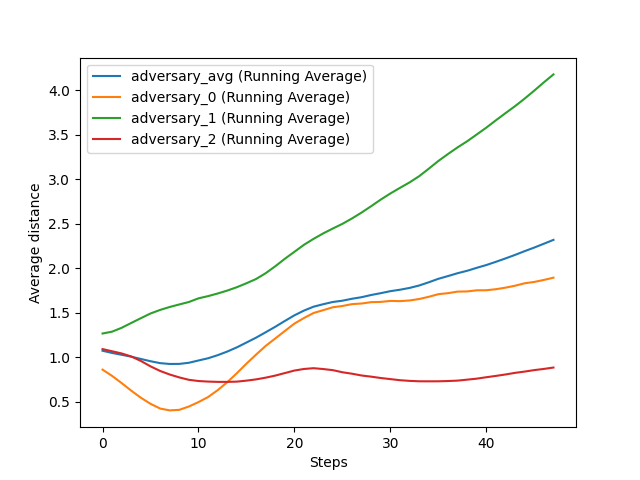 adversary_avg (Running Average)
adversary_0 (Running Average)
adversary_1 (Running Average)
adversary_2 (Running Average)
Average distance
4.0
3.5
3.0
2.5
2.0
1.5
1.0
0.5
0 10 20 30 40
Steps